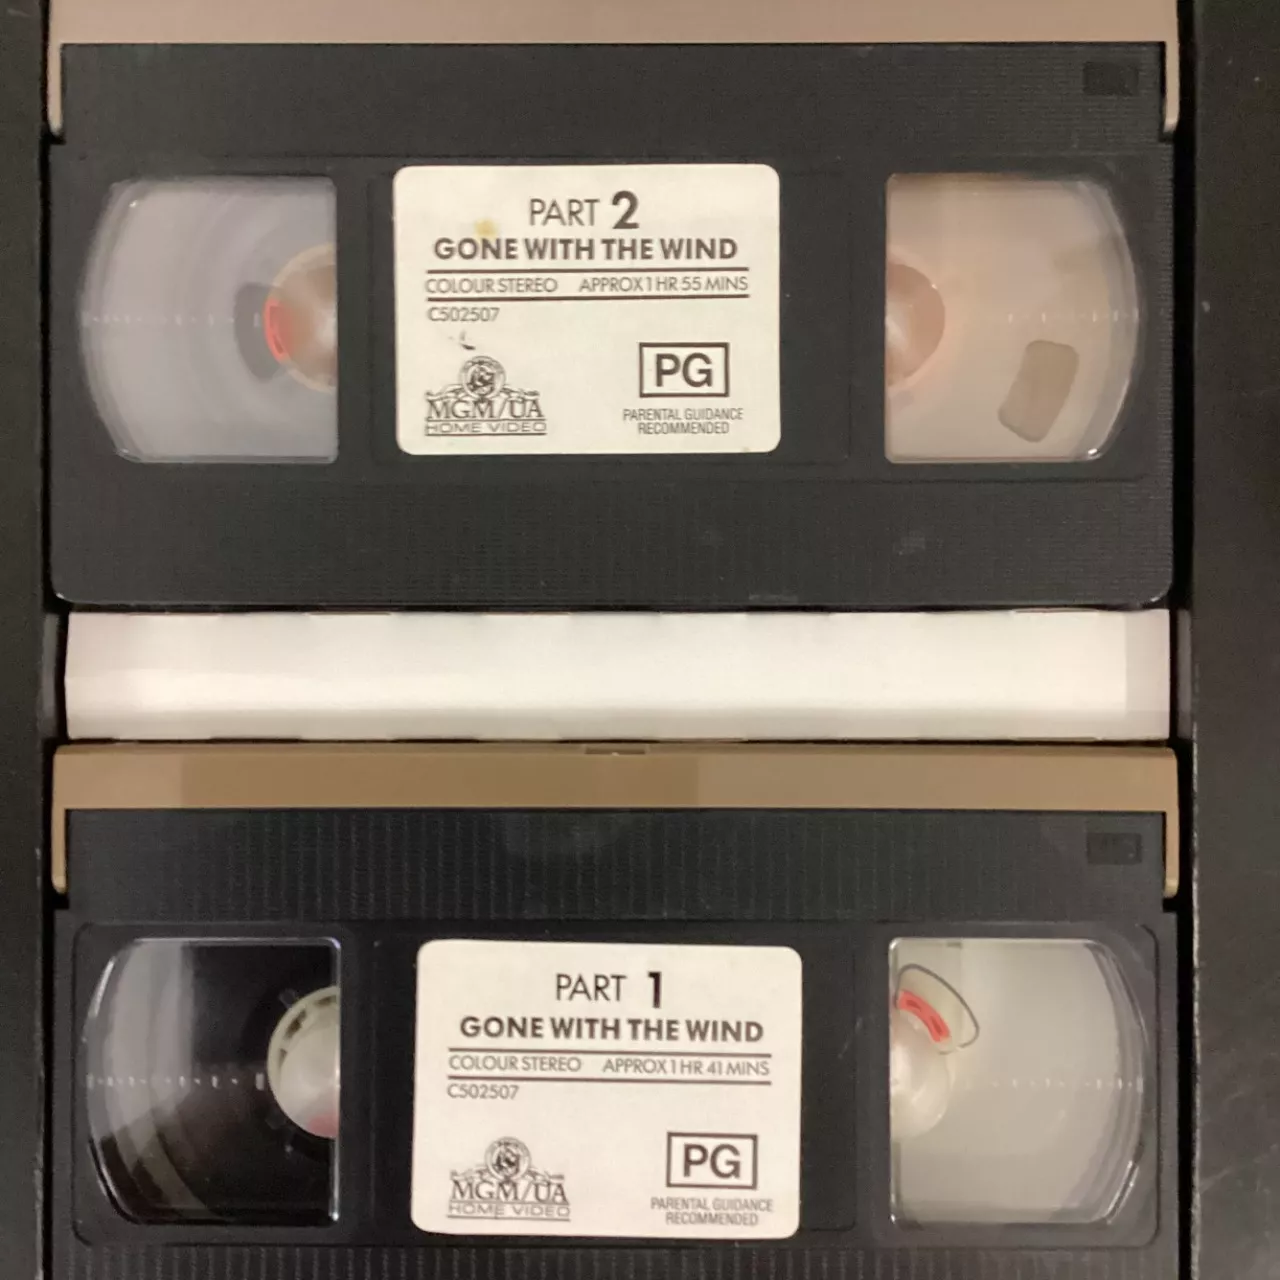 PART 2
GONE WITH THE WIND
COLOUR STEREO APPROX 1 HR 55 MINS
C502507
MGM/UA
HOME VIDEO
PG
PARENTAL GUIDANCE
RECOMMENDED
PART 1
GONE WITH THE WIND
COLOUR STEREO APPROX 1 HR 41 MINS
C502507
MGM/UA
HOME VIDEO
PG
PARENTAL GUIDANCE
RECOMMENDED